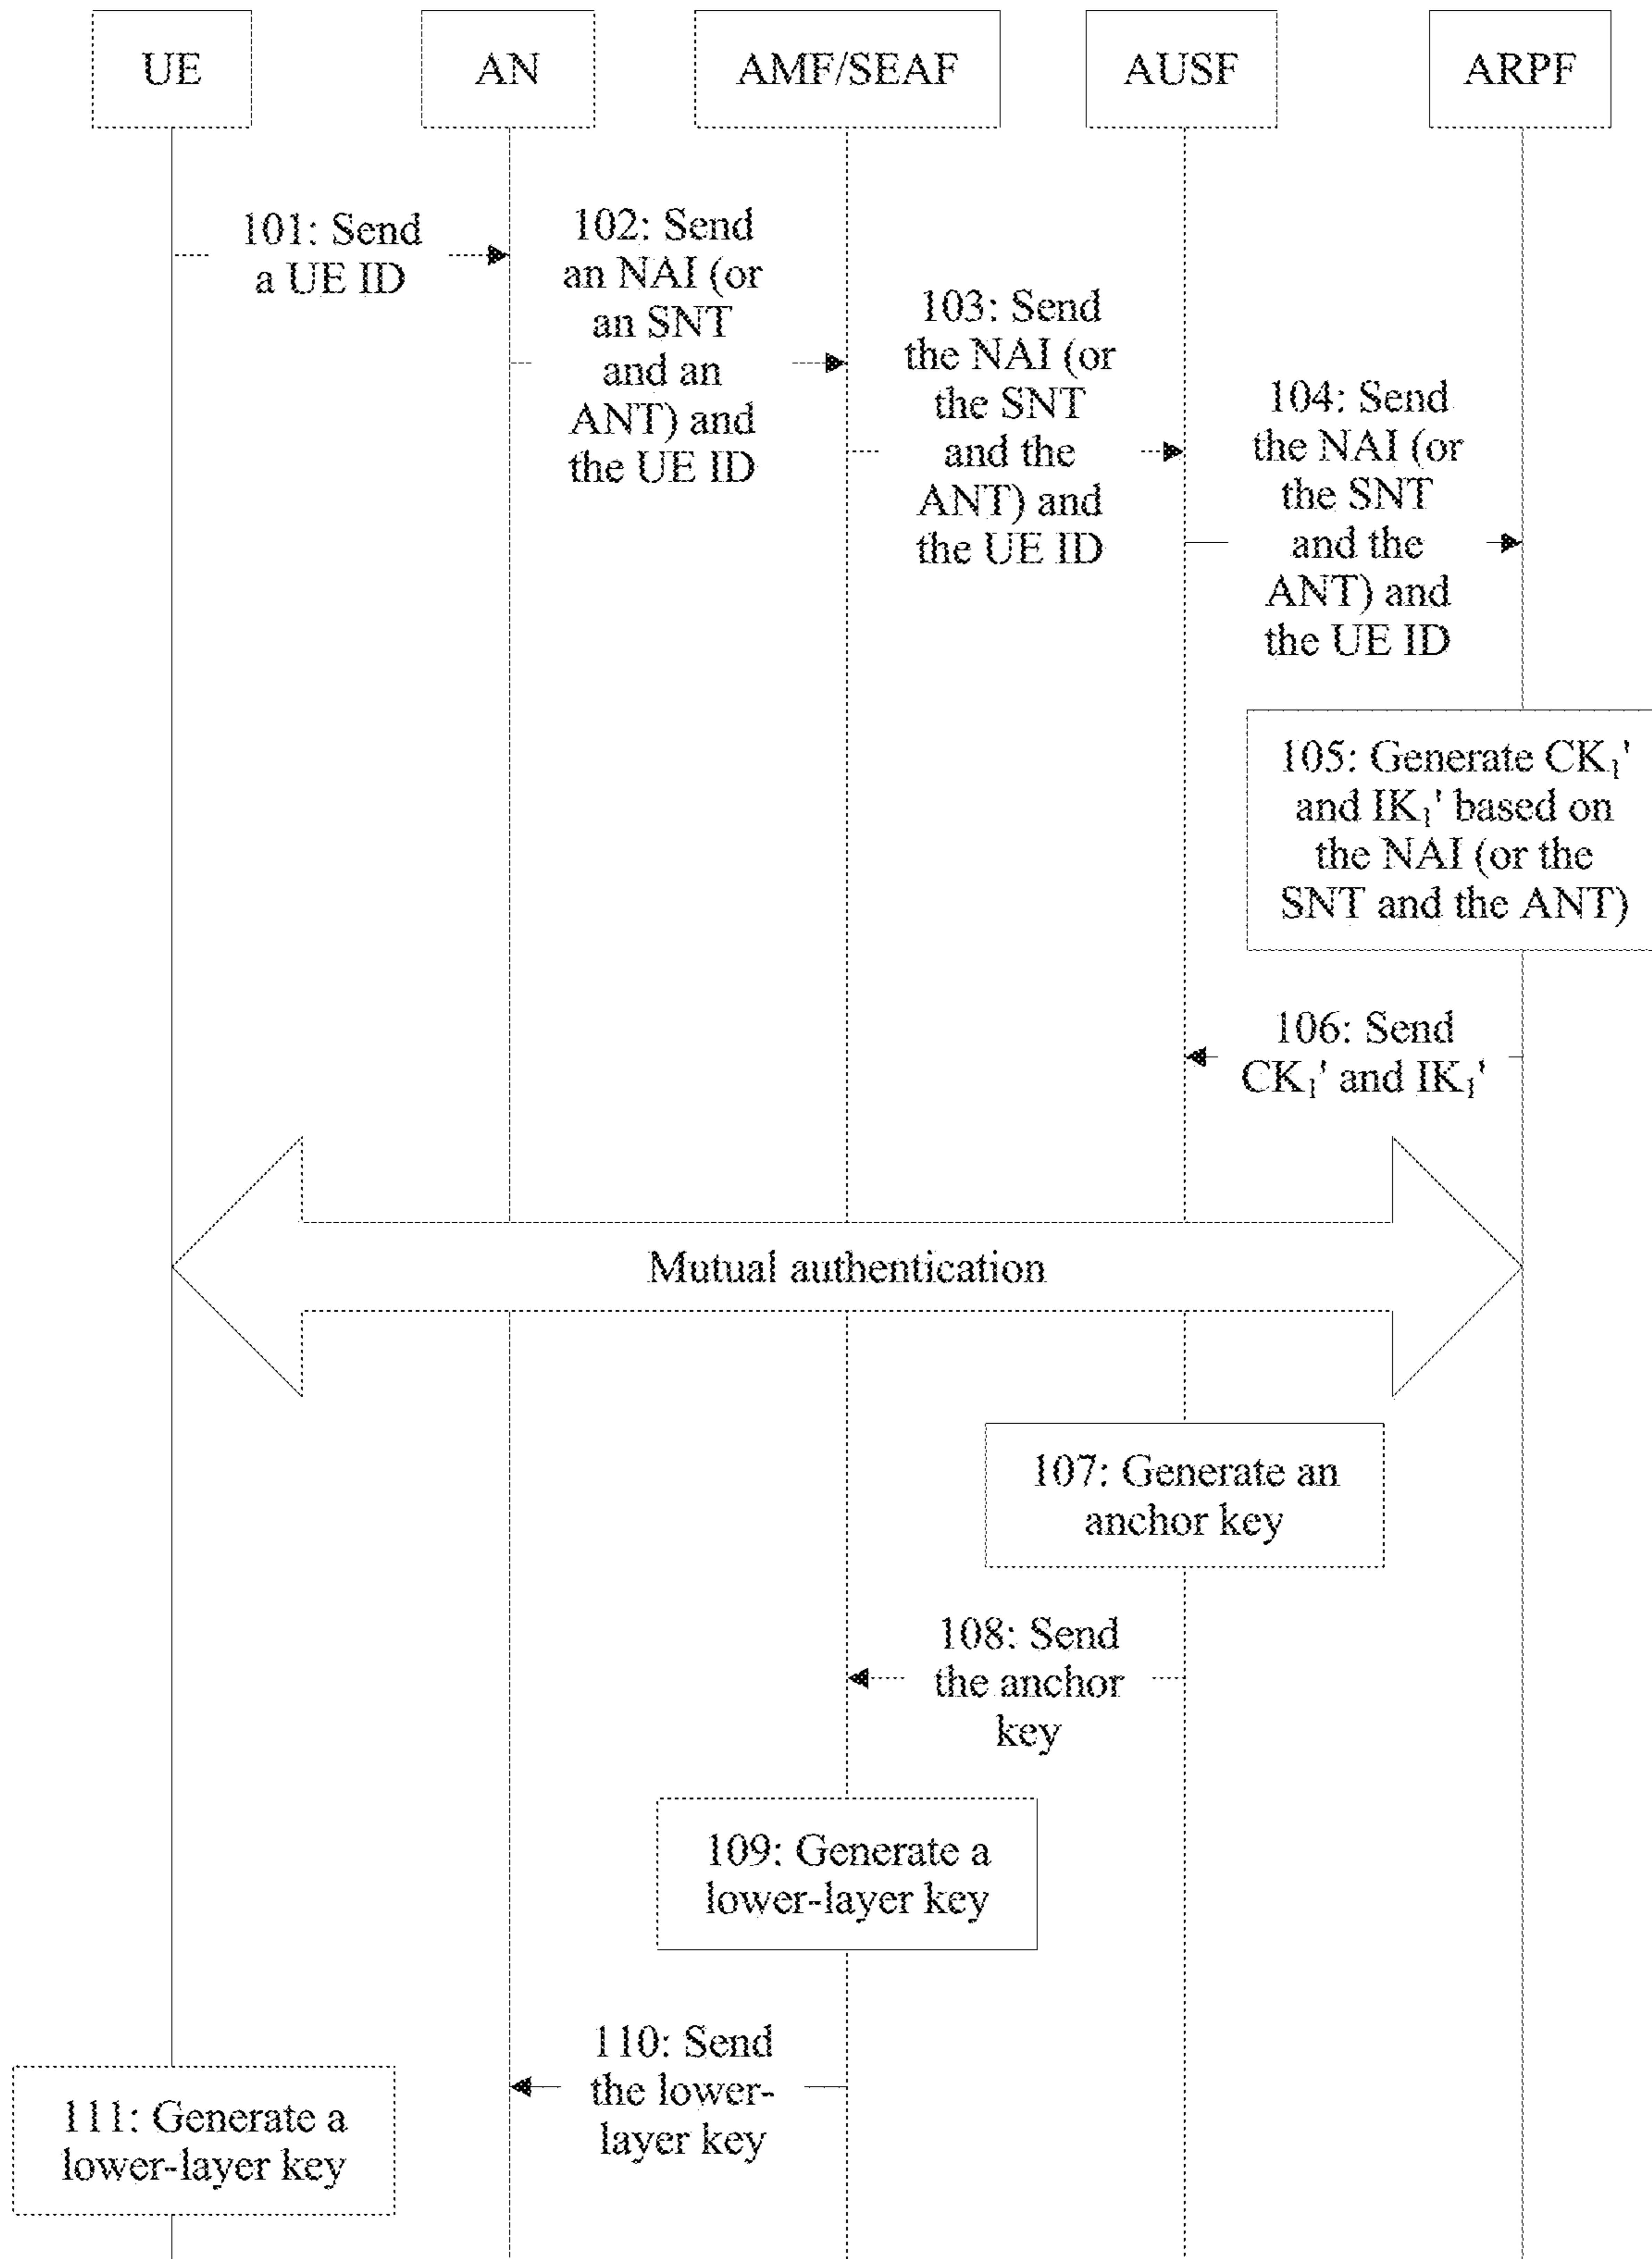 UE
AN
AMF/SEAF
AUSF
ARPF
101: Send
a UE ID
102: Send
an NAI (or
an SNT
and an
ANT) and
the UE ID
103: Send
the NAI (or
the SNT
and the
ANT) and
the UE ID
104: Send
the NAI (or
the SNT
and the
ANT) and
the UE ID
105: Generate CK₁'
and IK₁' based on
the NAI (or the
SNT and the ANT)
106: Send
CK₁' and IK₁'
Mutual authentication
107: Generate an
anchor key
108: Send
the anchor
key
109: Generate a
lower-layer key
110: Send
the lower-
layer key
111: Generate a
lower-layer key